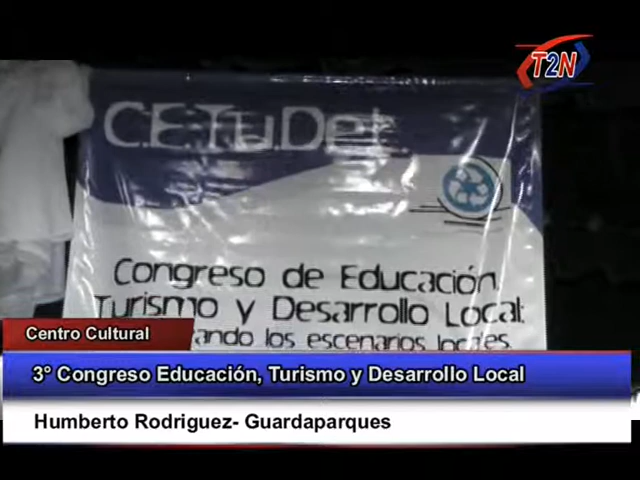 T2N
C.E.Tu.Del
Congreso de Educación,
Turismo y Desarrollo Local:
los escenarios locales.
Centro Cultural
3° Congreso Educación, Turismo y Desarrollo Local
Humberto Rodriguez- Guardaparques